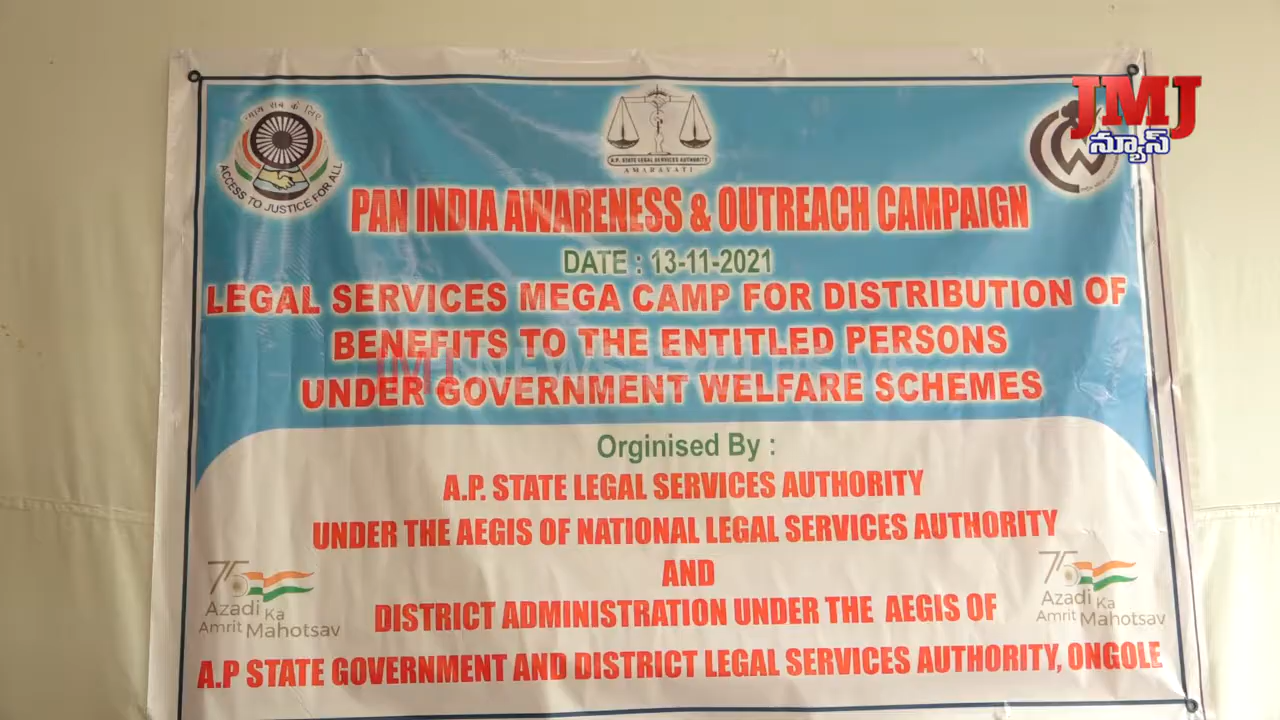 JMJ
న్యూస్
न्याय सब के लिए
ACCESS TO JUSTICE FOR ALL
A.P. STATE LEGAL SERVICES AUTHORITY
AMARAVATI
PAN INDIA AWARENESS & OUTREACH CAMPAIGN
DATE : 13-11-2021
LEGAL SERVICES MEGA CAMP FOR DISTRIBUTION OF
BENEFITS TO THE ENTITLED PERSONS
UNDER GOVERNMENT WELFARE SCHEMES
JMJ NEWS
Orginised By :
A.P. STATE LEGAL SERVICES AUTHORITY
UNDER THE AEGIS OF NATIONAL LEGAL SERVICES AUTHORITY
AND
DISTRICT ADMINISTRATION UNDER THE AEGIS OF
A.P STATE GOVERNMENT AND DISTRICT LEGAL SERVICES AUTHORITY, ONGOLE
75
Azadi Ka
Amrit Mahotsav
75
Azadi Ka
Amrit Mahotsav